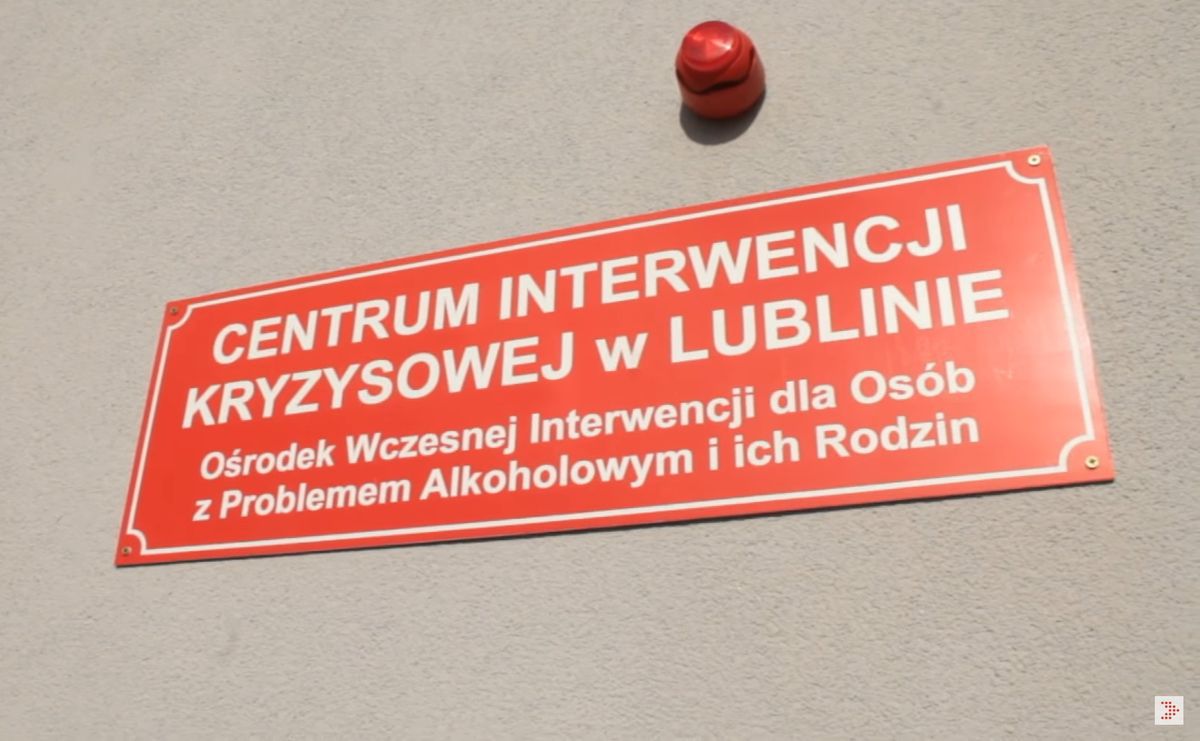 CENTRUM INTERWENCJI
KRYZYSOWEJ w LUBLINIE
Ośrodek Wczesnej Interwencji dla Osób
z Problemem Alkoholowym i ich Rodzin